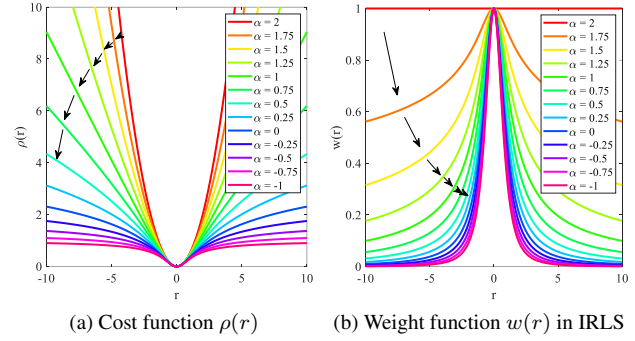 10
8
6
4
2
0
ρ(r)
-10
-5
0
5
10
r
α = 2
α = 1.75
α = 1.5
α = 1.25
α = 1
α = 0.75
α = 0.5
α = 0.25
α = 0
α = -0.25
α = -0.5
α = -0.75
α = -1
(a) Cost function ρ(r)
1
0.8
0.6
0.4
0.2
0
w(r)
-10
-5
0
5
10
r
α = 2
α = 1.75
α = 1.5
α = 1.25
α = 1
α = 0.75
α = 0.5
α = 0.25
α = 0
α = -0.25
α = -0.5
α = -0.75
α = -1
(b) Weight function w(r) in IRLS